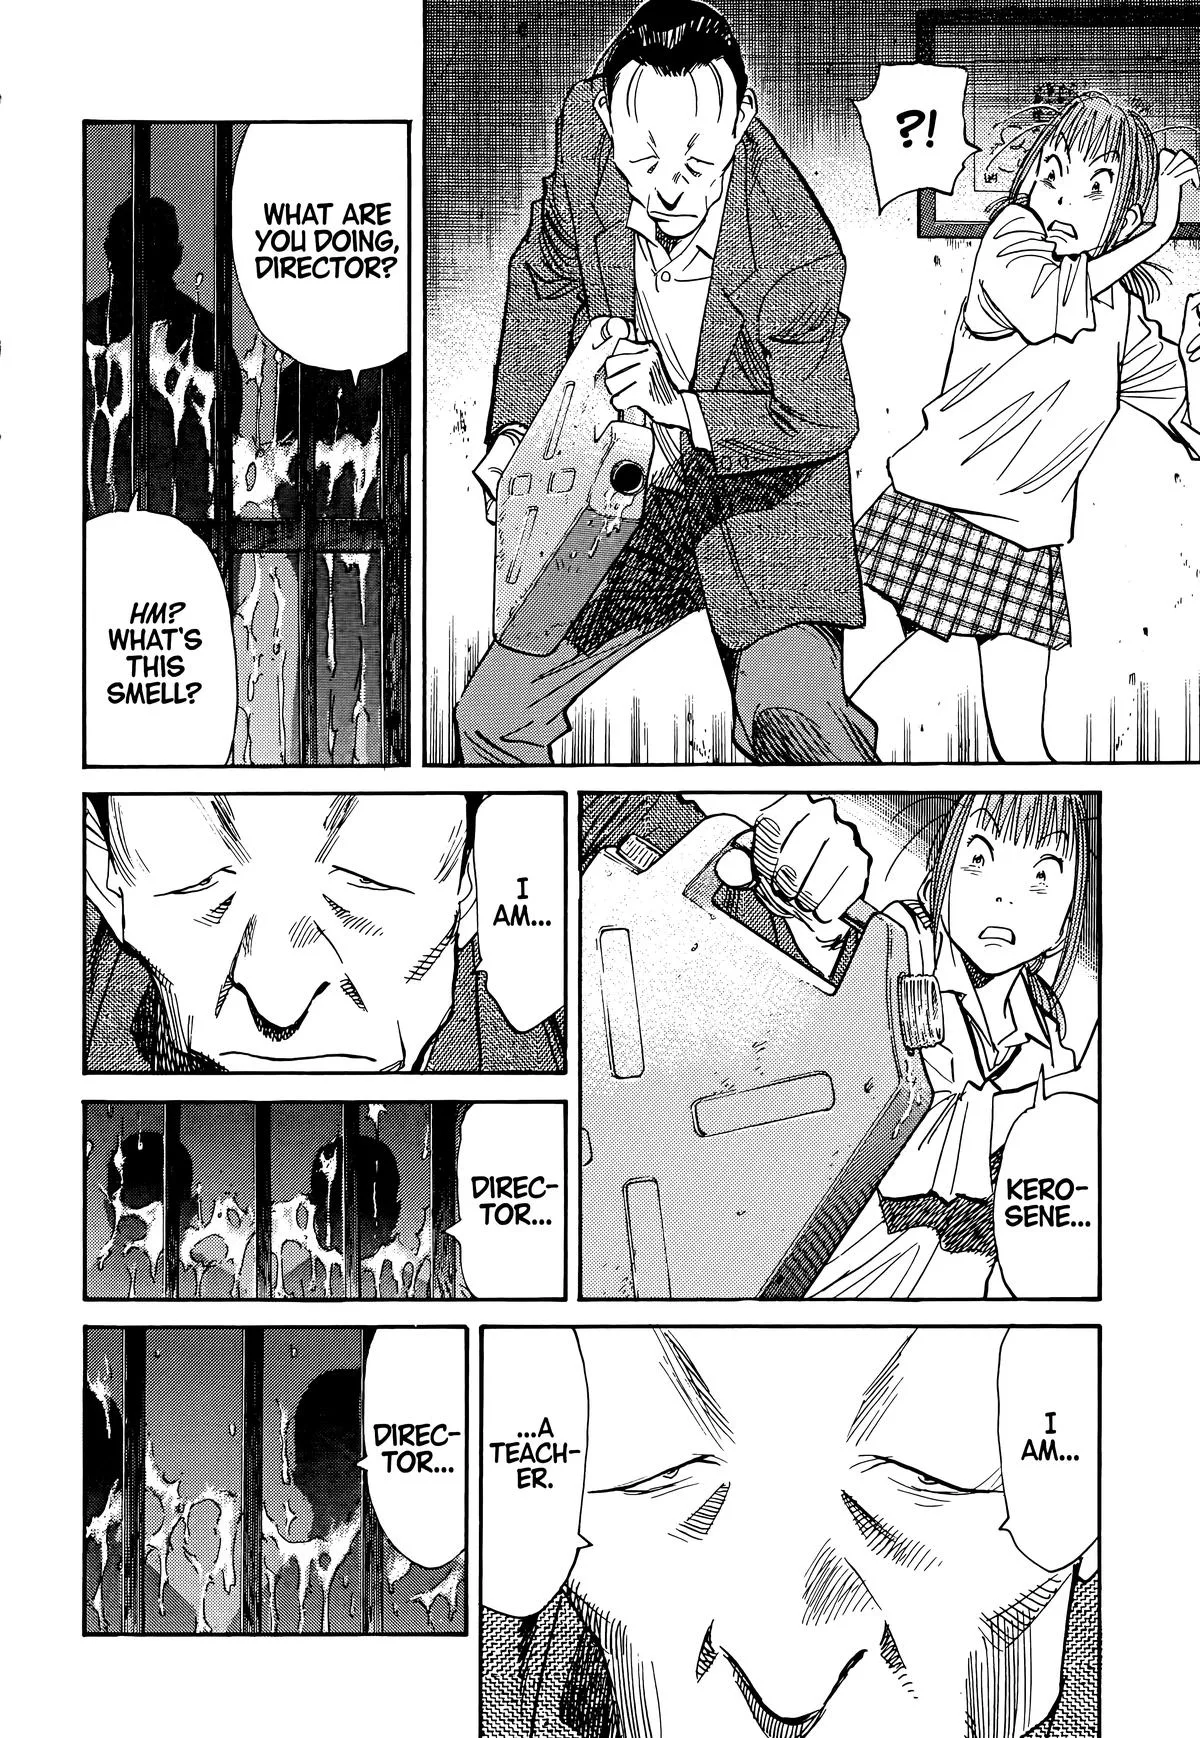 ?!
WHAT ARE
YOU DOING,
DIRECTOR?
HM?
WHAT'S
THIS
SMELL?
KERO-
SENE...
I
AM...
DIREC-
TOR...
I
AM...
...A
TEACH-
ER.
DIREC-
TOR...